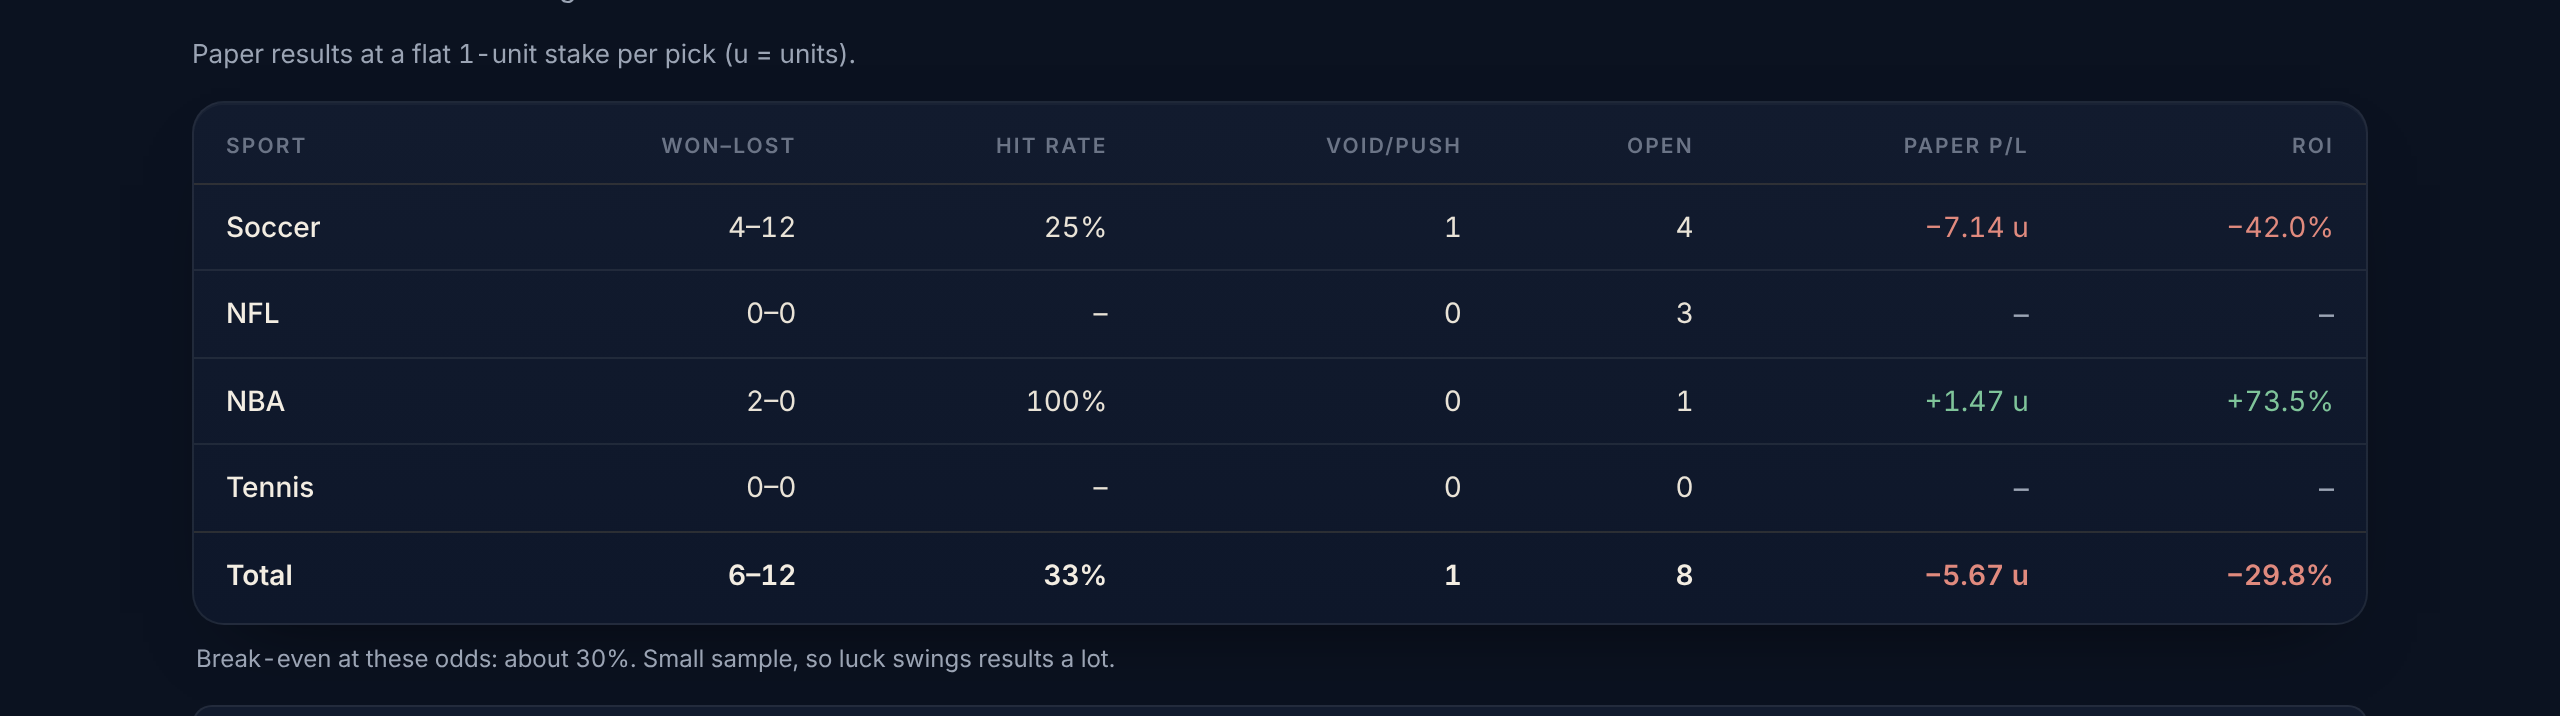 Paper results at a flat 1-unit stake per pick (u = units).
SPORT WON–LOST HIT RATE VOID/PUSH OPEN PAPER P/L ROI
Soccer 4–12 25% 1 4 −7.14 u −42.0%
NFL 0–0 – 0 3 – –
NBA 2–0 100% 0 1 +1.47 u +73.5%
Tennis 0–0 – 0 0 – –
Total 6–12 33% 1 8 −5.67 u −29.8%
Break-even at these odds: about 30%. Small sample, so luck swings results a lot.